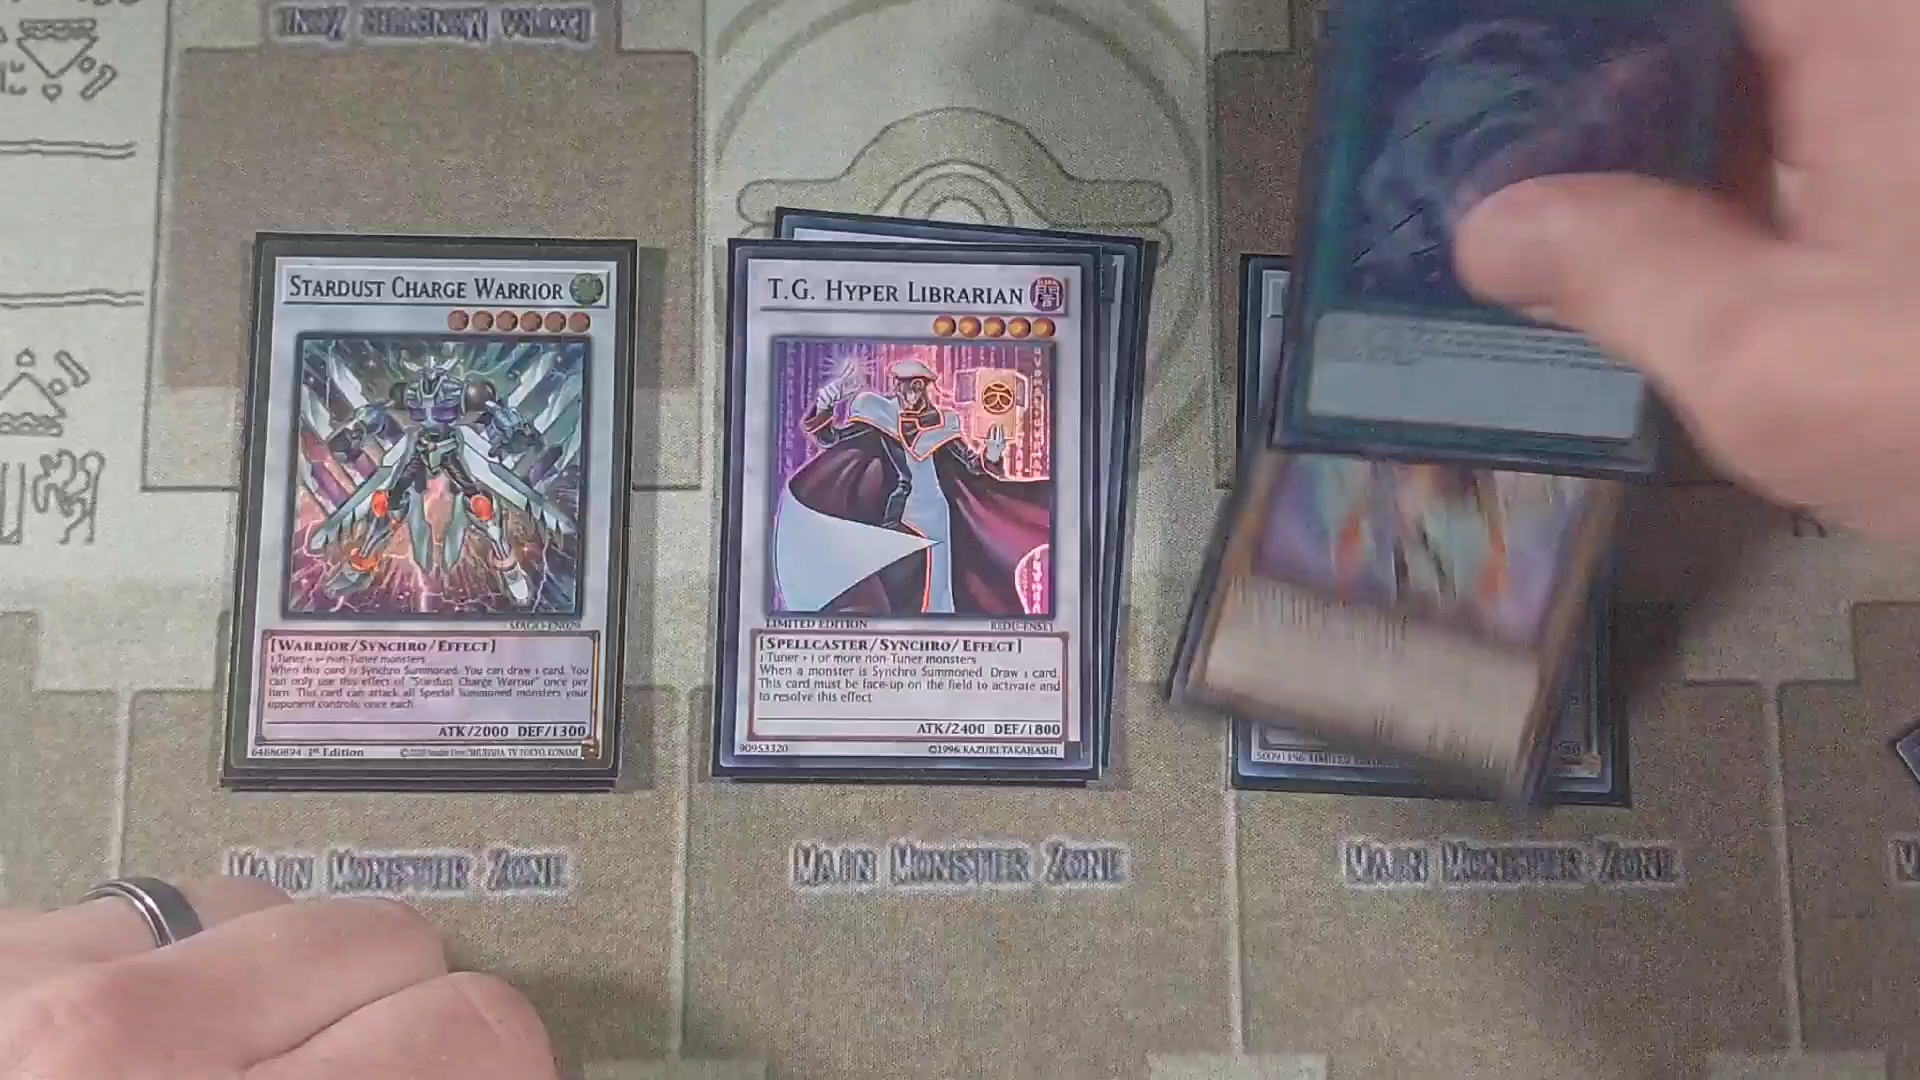 EXTRA MONSTER ZONE
STARDUST CHARGE WARRIOR
MAGO-EN029
[WARRIOR/SYNCHRO/EFFECT]
1 Tuner + 1+ non-Tuner monsters
When this card is Synchro Summoned: You can draw 1 card. You
can only use this effect of "Stardust Charge Warrior" once per
turn. This card can attack all Special Summoned monsters your
opponent controls, once each.
ATK/2000 DEF/1300
64880894 1st Edition
T.G. HYPER LIBRARIAN
LIMITED EDITION
[SPELLCASTER/SYNCHRO/EFFECT]
1 Tuner + 1 or more non-Tuner monsters
When a monster is Synchro Summoned: Draw 1 card.
This card must be face-up on the field to activate and
to resolve this effect.
ATK/2400 DEF/1800
90953320
©1996 KAZUKI TAKAHASHI
MAIN MONSTER ZONE
MAIN MONSTER ZONE
MAIN MONSTER ZONE